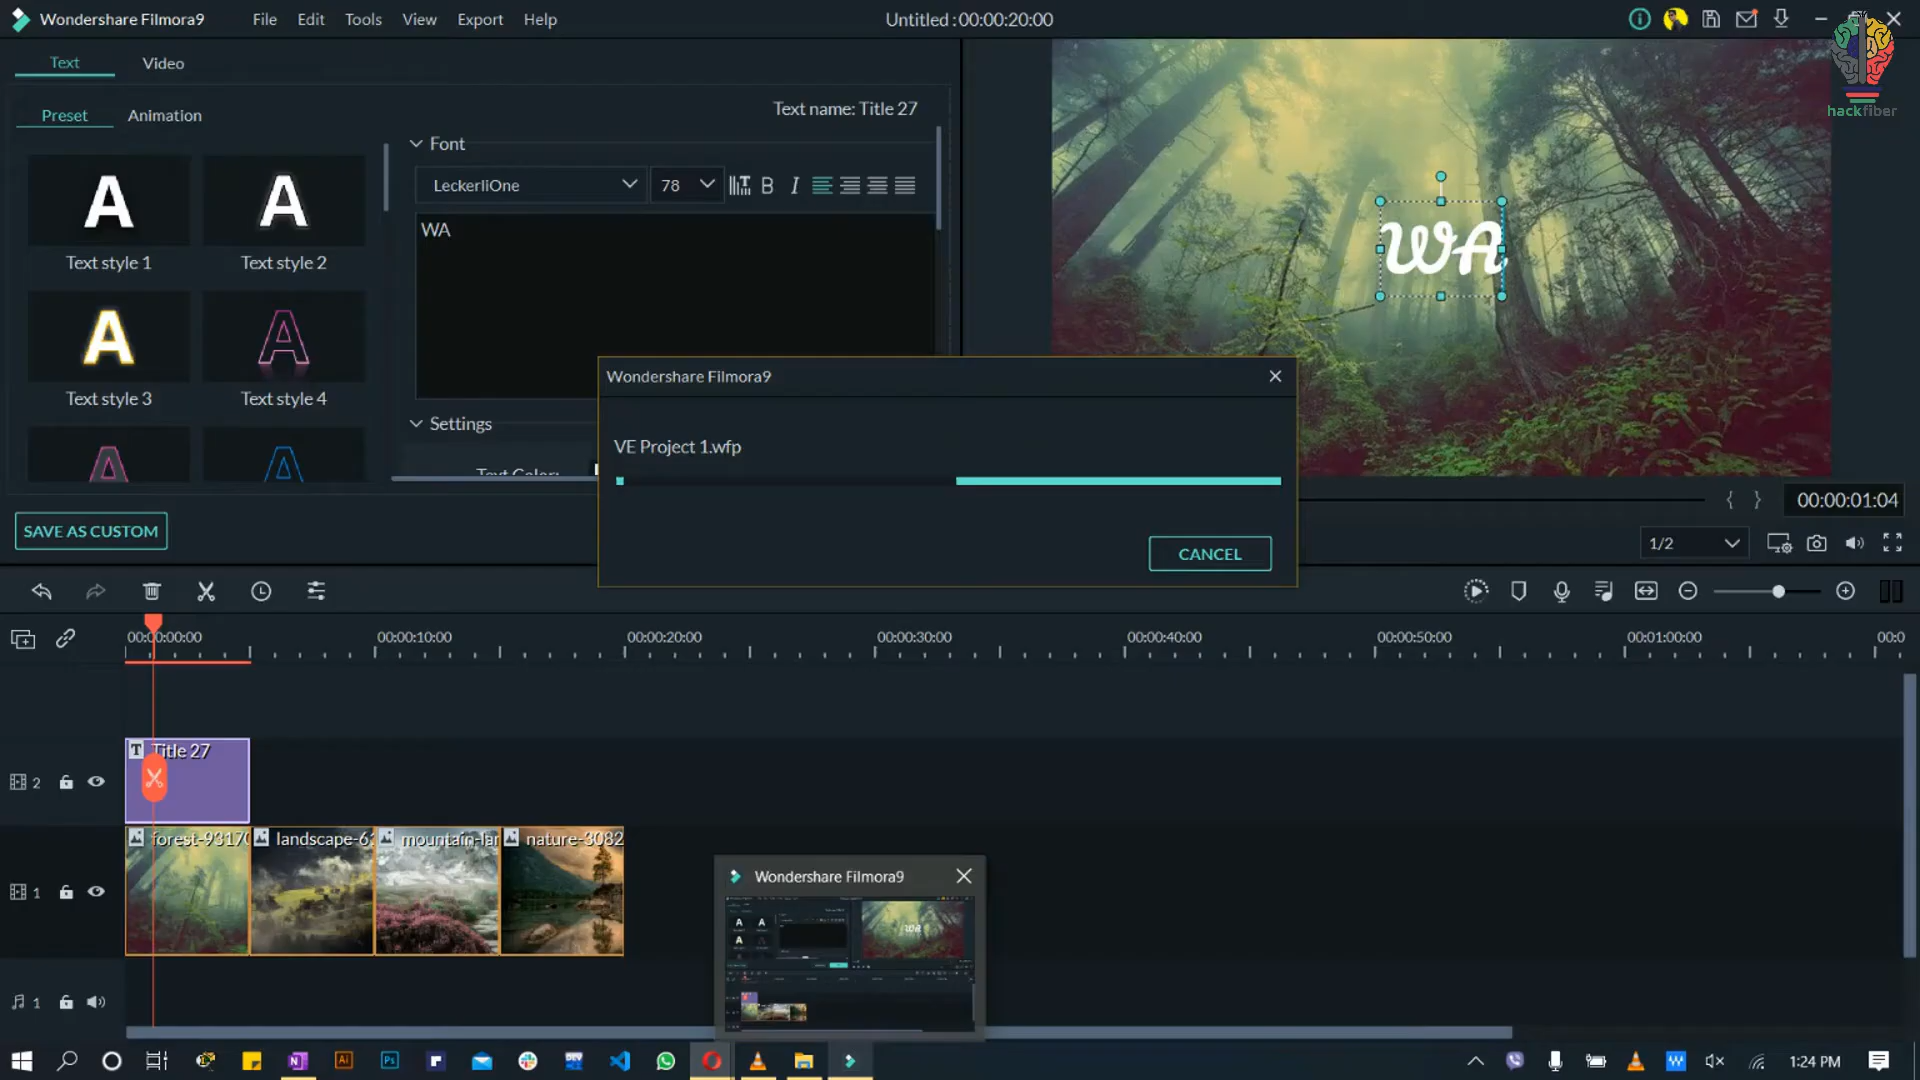 Wondershare Filmora9
File
Edit
Tools
View
Export
Help
Untitled : 00:00:20:00
hackfiber
Text
Video
Preset
Animation
Text name: Title 27
Font
LeckerliOne
78
B
I
WA
A
Text style 1
A
Text style 2
A
Text style 3
A
Text style 4
A
A
Settings
Text Color:
SAVE AS CUSTOM
WA
Wondershare Filmora9
VE Project 1.wfp
CANCEL
{ }
00:00:01:04
1/2
00:00:00:00
00:00:10:00
00:00:20:00
00:00:30:00
00:00:40:00
00:00:50:00
00:01:00:00
00:0
2
T
Title 27
1
forest-93170
landscape-6
mountain-lar
nature-3082
1
Wondershare Filmora9
1:24 PM